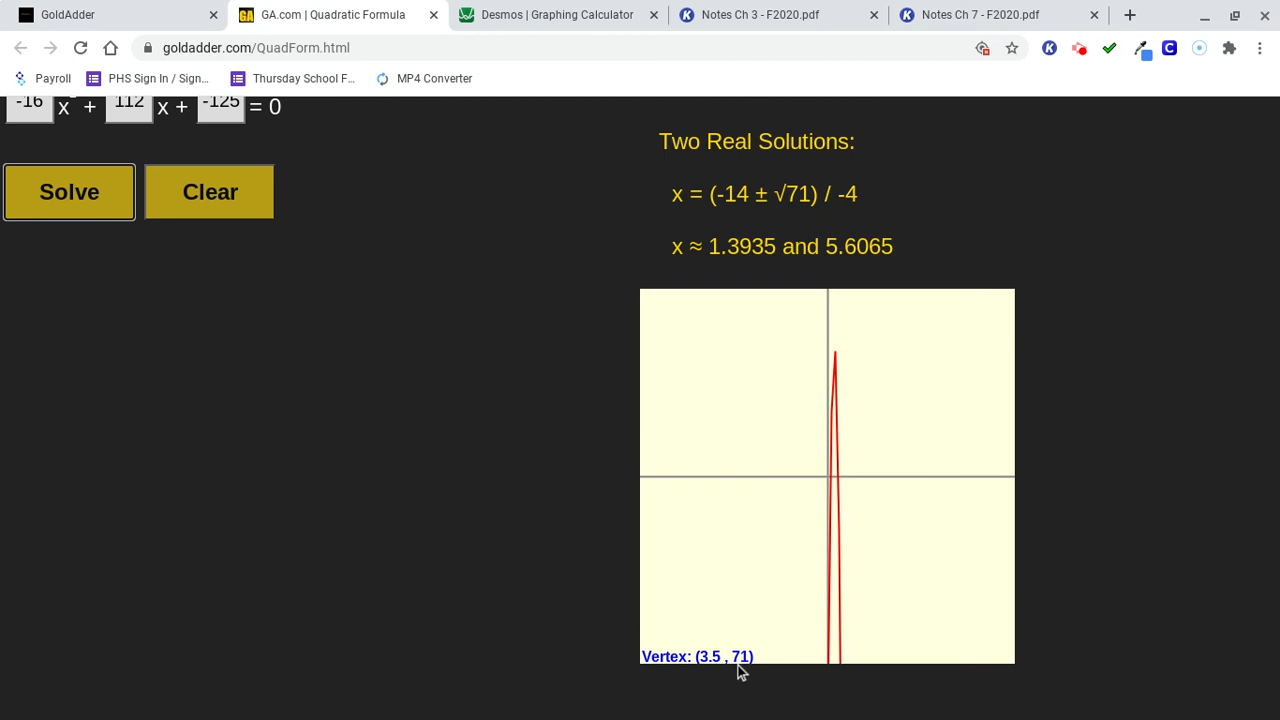 GoldAdder
GA.com | Quadratic Formula
Desmos | Graphing Calculator
Notes Ch 3 - F2020.pdf
Notes Ch 7 - F2020.pdf
goldadder.com/QuadForm.html
Payroll
PHS Sign In / Sign...
Thursday School F...
MP4 Converter
-16 x² + 112 x + -125 = 0
Solve
Clear
Two Real Solutions:
x = (-14 ± √71) / -4
x ≈ 1.3935 and 5.6065
Vertex: (3.5 , 71)